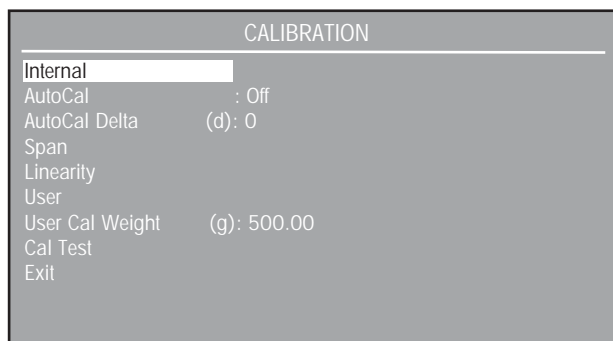 CALIBRATION
Internal
AutoCal : Off
AutoCal Delta (d): 0
Span
Linearity
User
User Cal Weight (g): 500.00
Cal Test
Exit